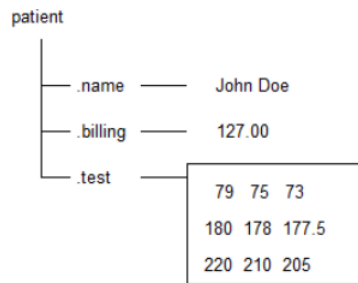 patient
.name John Doe
.billing 127.00
.test
79 75 73
180 178 177.5
220 210 205